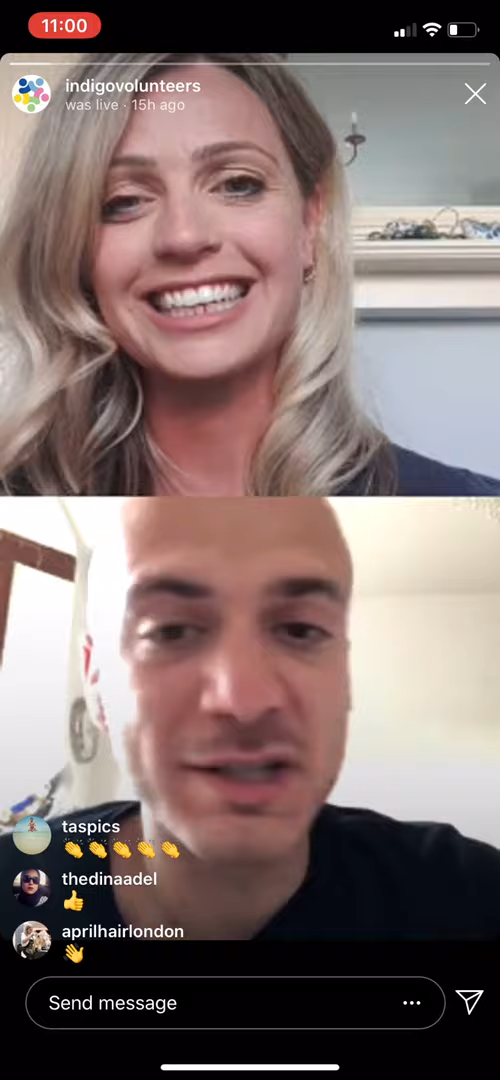 11:00
indigovolunteers
was live · 15h ago
taspics
👏👏👏👏👏
thedinaadel
👍
aprilhairlondon
👋
Send message